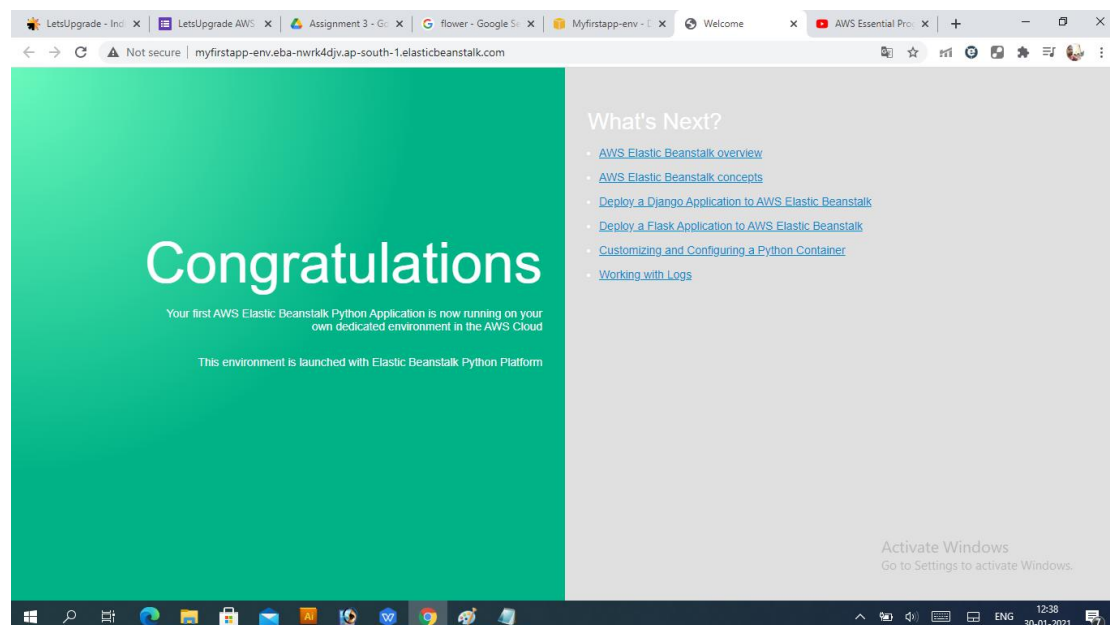 LetsUpgrade - Ind
LetsUpgrade AWS
Assignment 3 - Go
flower - Google Se
Myfirstapp-env - E
Welcome
AWS Essential Pro
Not secure | myfirstapp-env.eba-nwrk4djv.ap-south-1.elasticbeanstalk.com
Congratulations
Your first AWS Elastic Beanstalk Python Application is now running on your
own dedicated environment in the AWS Cloud
This environment is launched with Elastic Beanstalk Python Platform
What's Next?
AWS Elastic Beanstalk overview
AWS Elastic Beanstalk concepts
Deploy a Django Application to AWS Elastic Beanstalk
Deploy a Flask Application to AWS Elastic Beanstalk
Customizing and Configuring a Python Container
Working with Logs
Activate Windows
Go to Settings to activate Windows.
Ai
ENG
12:38
30-01-2021